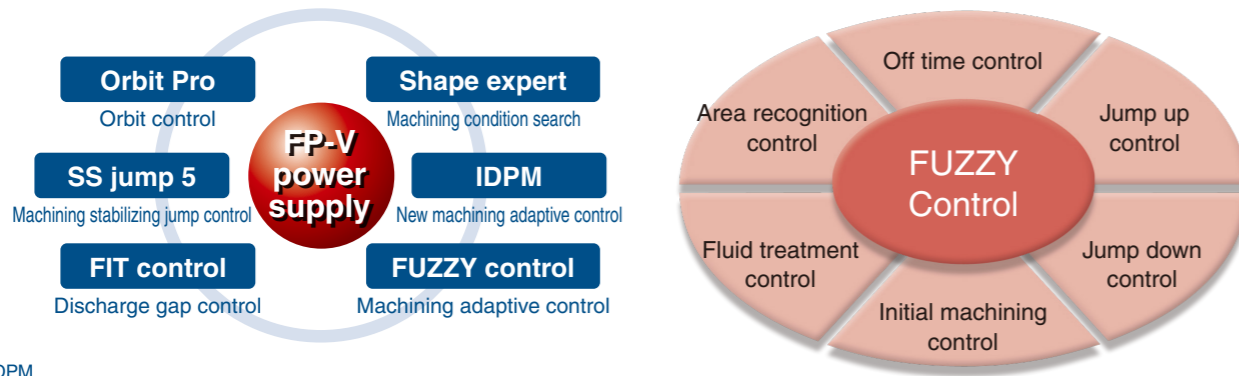 Orbit Pro
Orbit control
Shape expert
Machining condition search
FP-V
power
supply
SS jump 5
Machining stabilizing jump control
IDPM
New machining adaptive control
FIT control
Discharge gap control
FUZZY control
Machining adaptive control
Off time control
Area recognition
control
Jump up
control
FUZZY
Control
Fluid treatment
control
Jump down
control
Initial machining
control